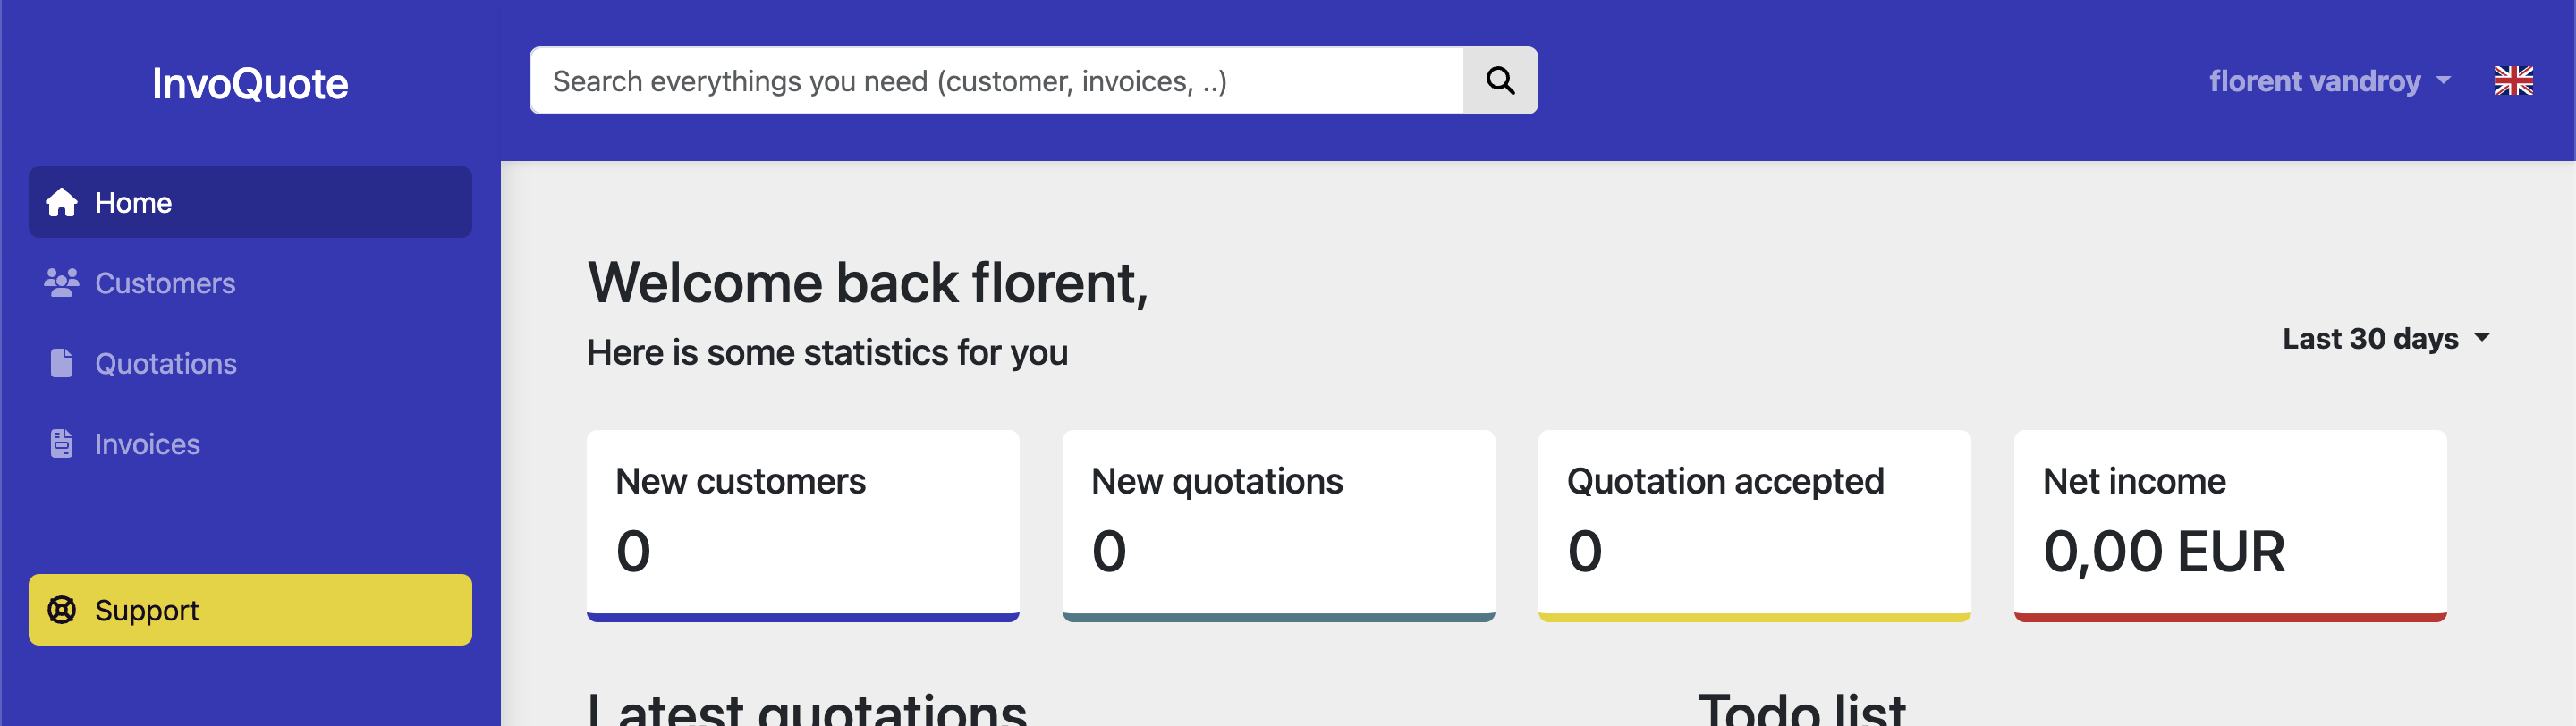 InvoQuote
Search everythings you need (customer, invoices, ..)
florent vandroy
Home
Customers
Quotations
Invoices
Support
Welcome back florent,
Here is some statistics for you
Last 30 days
New customers
0
New quotations
0
Quotation accepted
0
Net income
0,00 EUR
Latest quotations
Todo list